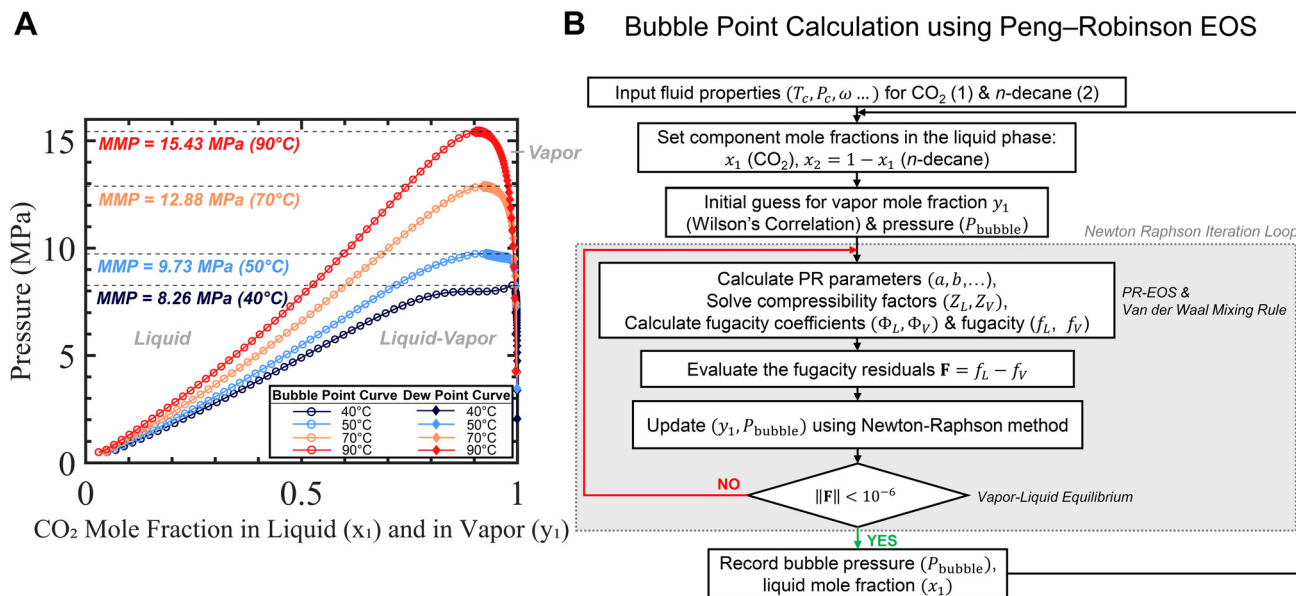 A
Pressure (MPa)
15
10
5
0
0
0.5
1
CO₂ Mole Fraction in Liquid (x₁) and in Vapor (y₁)
MMP = 15.43 MPa (90°C)
Vapor
MMP = 12.88 MPa (70°C)
MMP = 9.73 MPa (50°C)
MMP = 8.26 MPa (40°C)
Liquid
Liquid-Vapor
Bubble Point Curve Dew Point Curve
40°C 40°C
50°C 50°C
70°C 70°C
90°C 90°C
B
Bubble Point Calculation using Peng–Robinson EOS
Input fluid properties (T_c, P_c, ω ...) for CO₂ (1) & n-decane (2)
Set component mole fractions in the liquid phase:
x₁ (CO₂), x₂ = 1 − x₁ (n-decane)
Initial guess for vapor mole fraction y₁
(Wilson's Correlation) & pressure (P_bubble)
Newton Raphson Iteration Loop
Calculate PR parameters (a, b,…),
Solve compressibility factors (Z_L, Z_V),
Calculate fugacity coefficients (Φ_L, Φ_V) & fugacity (f_L, f_V)
PR-EOS &
Van der Waal Mixing Rule
Evaluate the fugacity residuals F = f_L − f_V
Update (y₁, P_bubble) using Newton-Raphson method
NO
‖F‖ < 10⁻⁶
Vapor-Liquid Equilibrium
YES
Record bubble pressure (P_bubble),
liquid mole fraction (x₁)